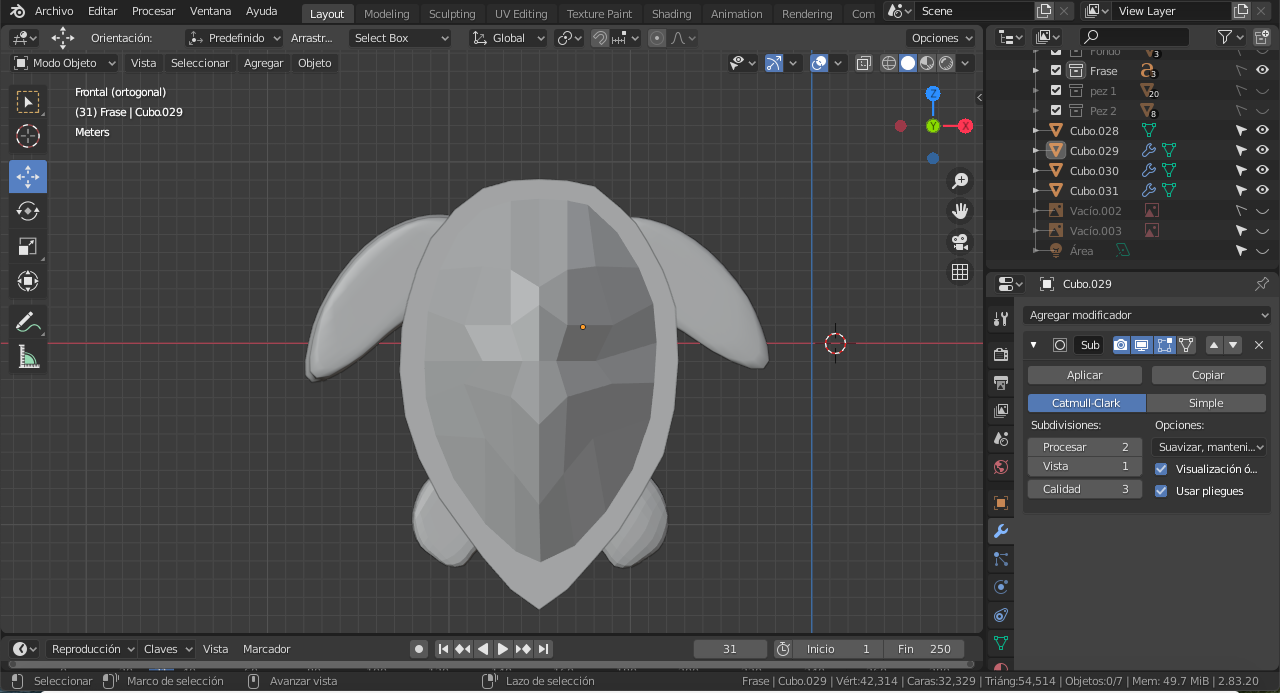 Archivo Editar Procesar Ventana Ayuda Layout Modeling Sculpting UV Editing Texture Paint Shading Animation Rendering Com Scene View Layer
Orientación: Predefinido Arrastr... Select Box Global Opciones
Modo Objeto Vista Seleccionar Agregar Objeto
Frontal (ortogonal)
(31) Frase | Cubo.029
Meters
Z
Y
X
Fondo 3
Frase 3
pez 1 20
Pez 2 8
Cubo.028
Cubo.029
Cubo.030
Cubo.031
Vacío.002
Vacío.003
Área
Cubo.029
Agregar modificador
Sub
Aplicar Copiar
Catmull-Clark Simple
Subdivisiones: Opciones:
Procesar 2 Suavizar, manteni...
Vista 1 Visualización ó...
Calidad 3 Usar pliegues
Reproducción Claves Vista Marcador 31 Inicio 1 Fin 250
Seleccionar Marco de selección Avanzar vista Lazo de selección Frase | Cubo.029 | Vért:42,314 | Caras:32,329 | Triáng:54,514 | Objetos:0/7 | Mem: 49.7 MiB | 2.83.20